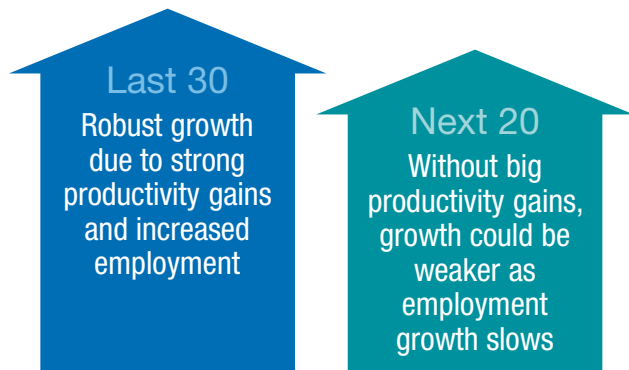 Last 30
Robust growth
due to strong
productivity gains
and increased
employment
Next 20
Without big
productivity gains,
growth could be
weaker as
employment
growth slows